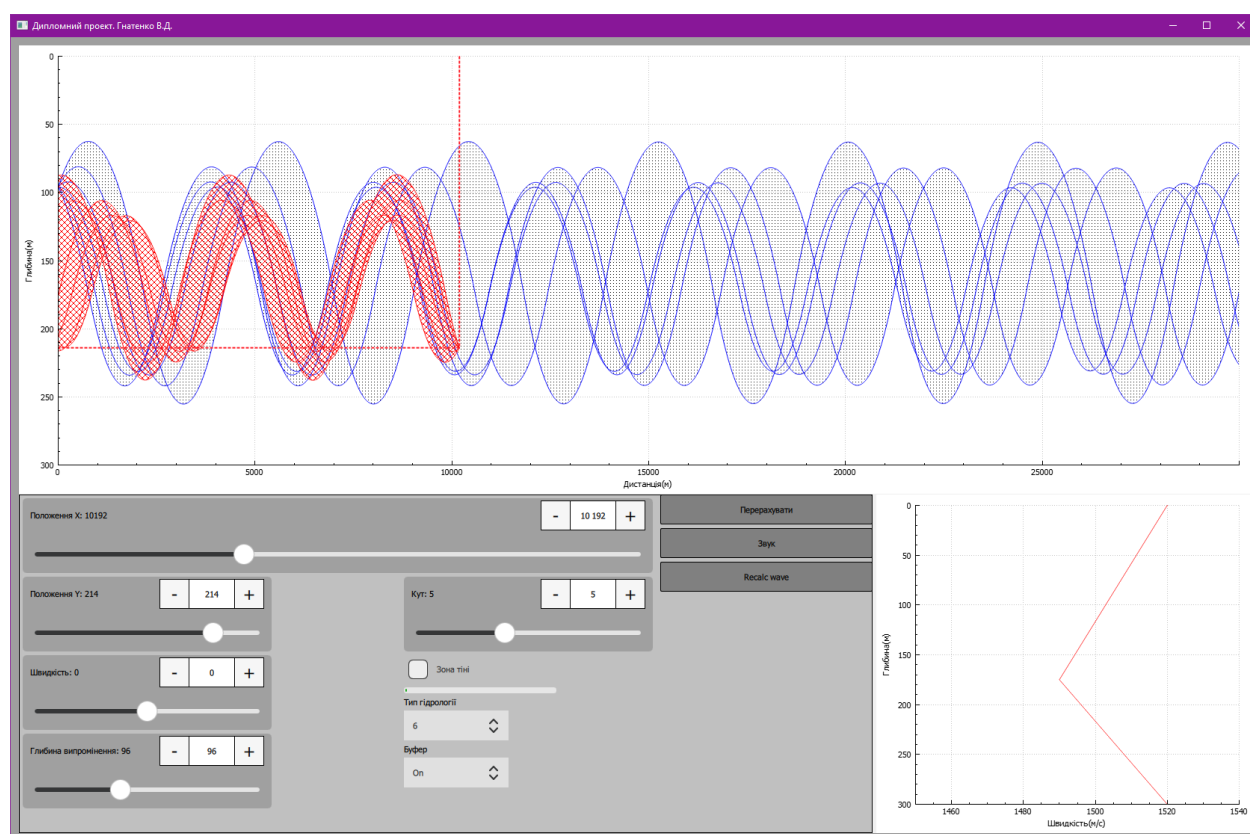 Дипломний проект. Гнатенко В.Д.
0
50
100
150
200
250
300
Глибина(м)
0
5000
10000
15000
20000
25000
Дистанція(м)
Положення X: 10192
-
10 192
+
Перерахувати
Звук
Recalc wave
Положення Y: 214
-
214
+
Кут: 5
-
5
+
Швидкість: 0
-
0
+
Зона тіні
Тип гідрології
6
Буфер
On
Глибина випромінення: 96
-
96
+
0
50
100
150
200
250
300
Глибина(м)
1460
1480
1500
1520
1540
Швидкість(м/с)